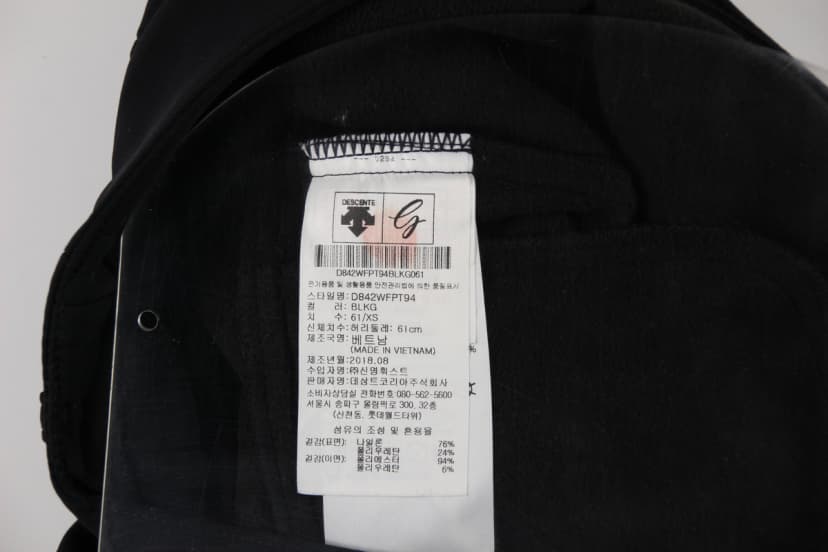 --- 7284 ---
DESCENTE
D842WFPT94BLKG061
전기용품 및 생활용품 안전관리법에 의한 품질표시
스타일명: D842WFPT94
컬 러: BLKG
치 수: 61/XS
신체치수: 허리둘레: 61cm
제조국명: 베트남
(MADE IN VIETNAM)
제조년월: 2018.08
수입자명: ㈜신명휘스트
판매자명: 데상트코리아주식회사
소비자상담실 전화번호 080-562-5600
서울시 송파구 올림픽로 300, 32층
(신천동, 롯데월드타워)
섬유의 조성 및 혼용율
겉감(표면): 나일론 76%
폴리우레탄 24%
겉감(이면): 폴리에스터 94%
폴리우레탄 6%
%